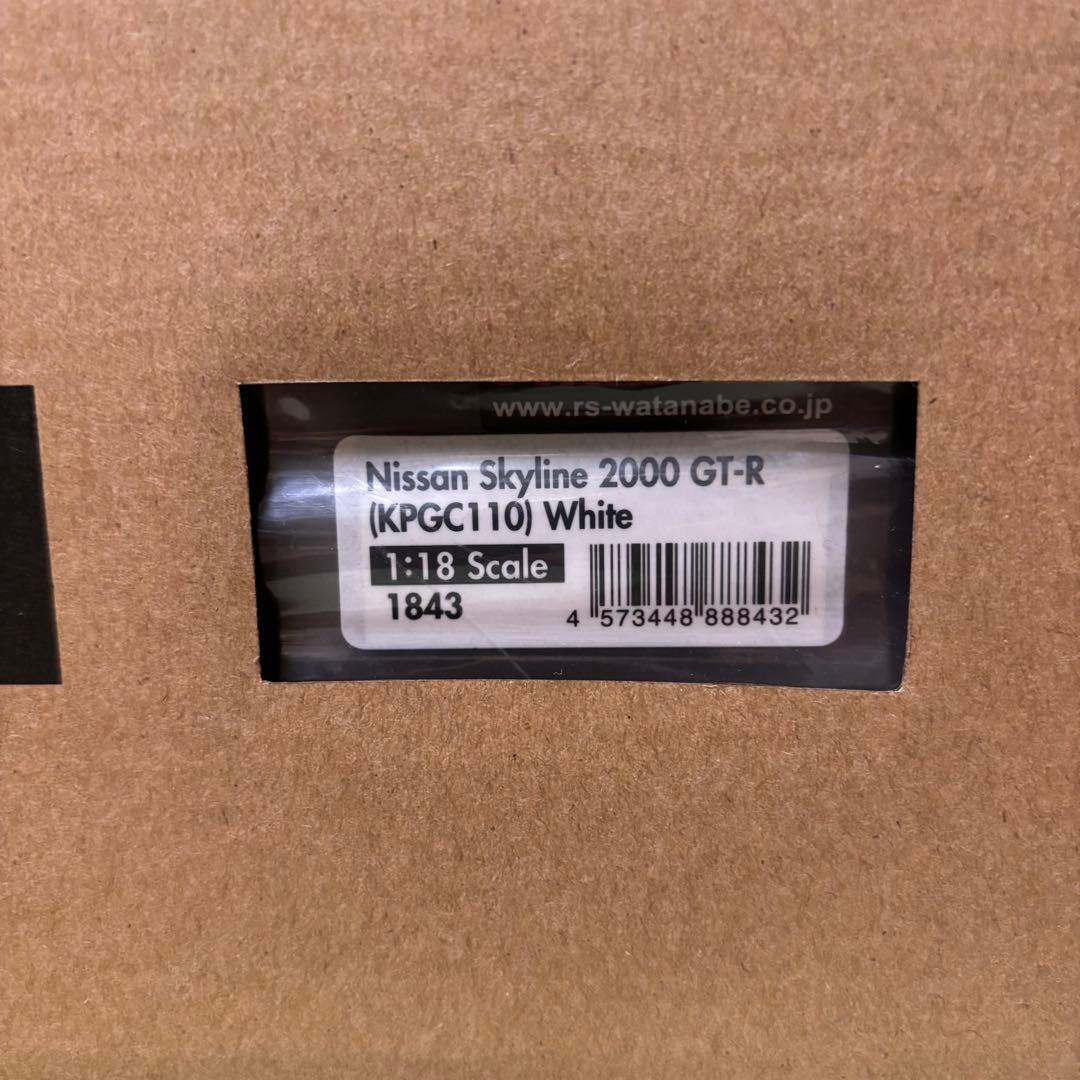 www.rs-watanabe.co.jp
Nissan Skyline 2000 GT-R
(KPGC110) White
1:18 Scale
1843
4 573448 888432